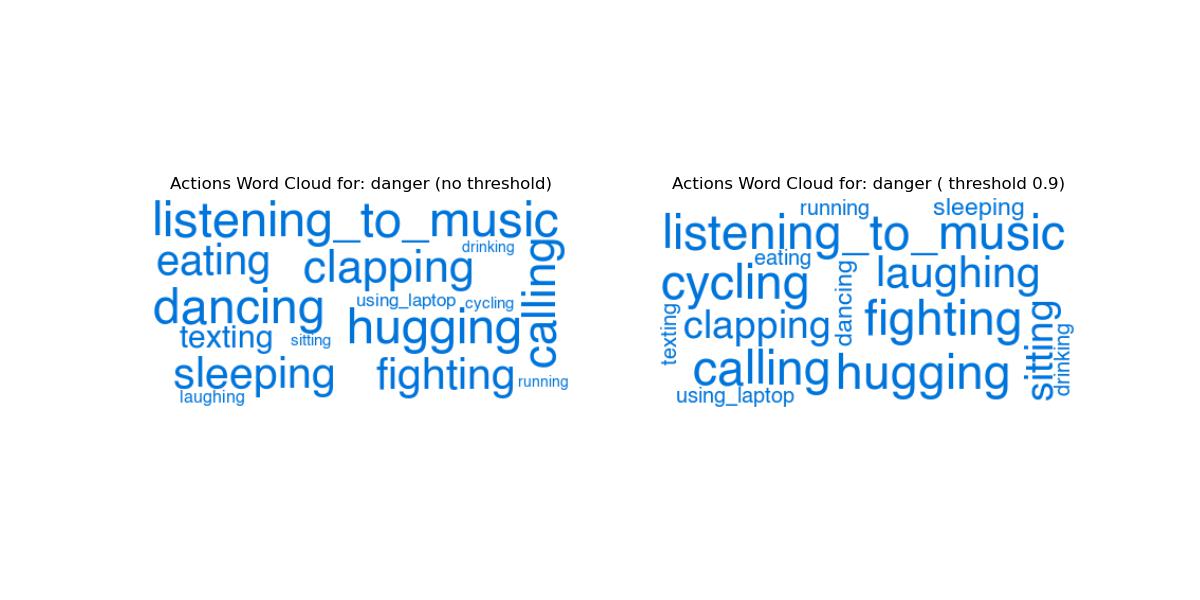 Actions Word Cloud for: danger (no threshold)
listening_to_music
drinking
eating
clapping
calling
dancing
using_laptop
cycling
hugging
texting
sitting
sleeping
fighting
running
laughing
Actions Word Cloud for: danger ( threshold 0.9)
running
sleeping
listening_to_music
eating
cycling
dancing
laughing
texting
clapping
fighting
sitting
drinking
calling
hugging
using_laptop